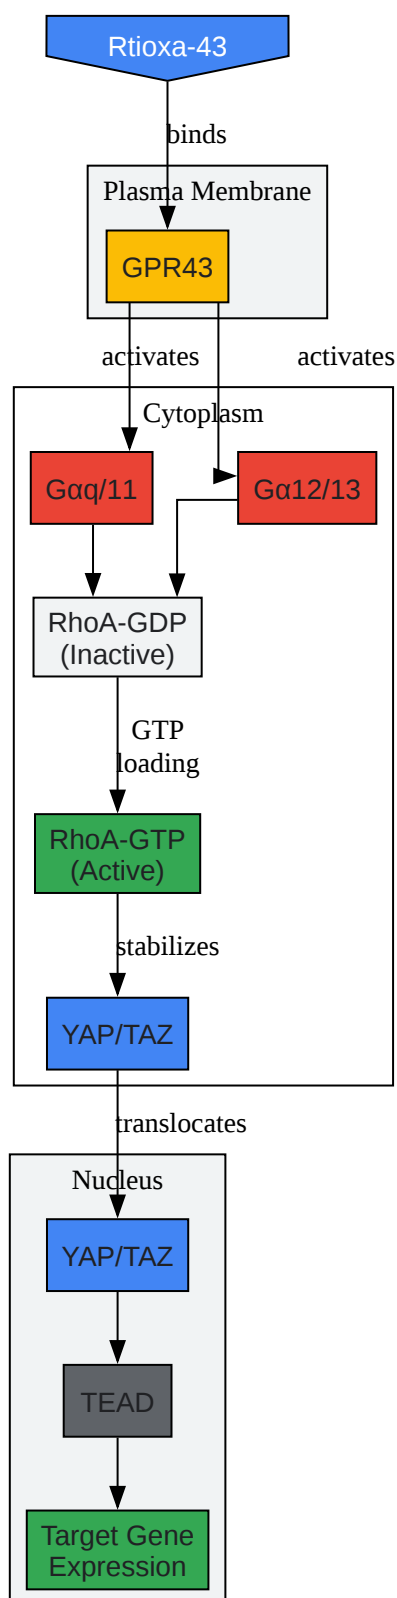 Rtioxa-43
binds
Plasma Membrane
GPR43
activates
activates
Cytoplasm
Gαq/11
Gα12/13
RhoA-GDP
(Inactive)
GTP
loading
RhoA-GTP
(Active)
stabilizes
YAP/TAZ
translocates
Nucleus
YAP/TAZ
TEAD
Target Gene
Expression